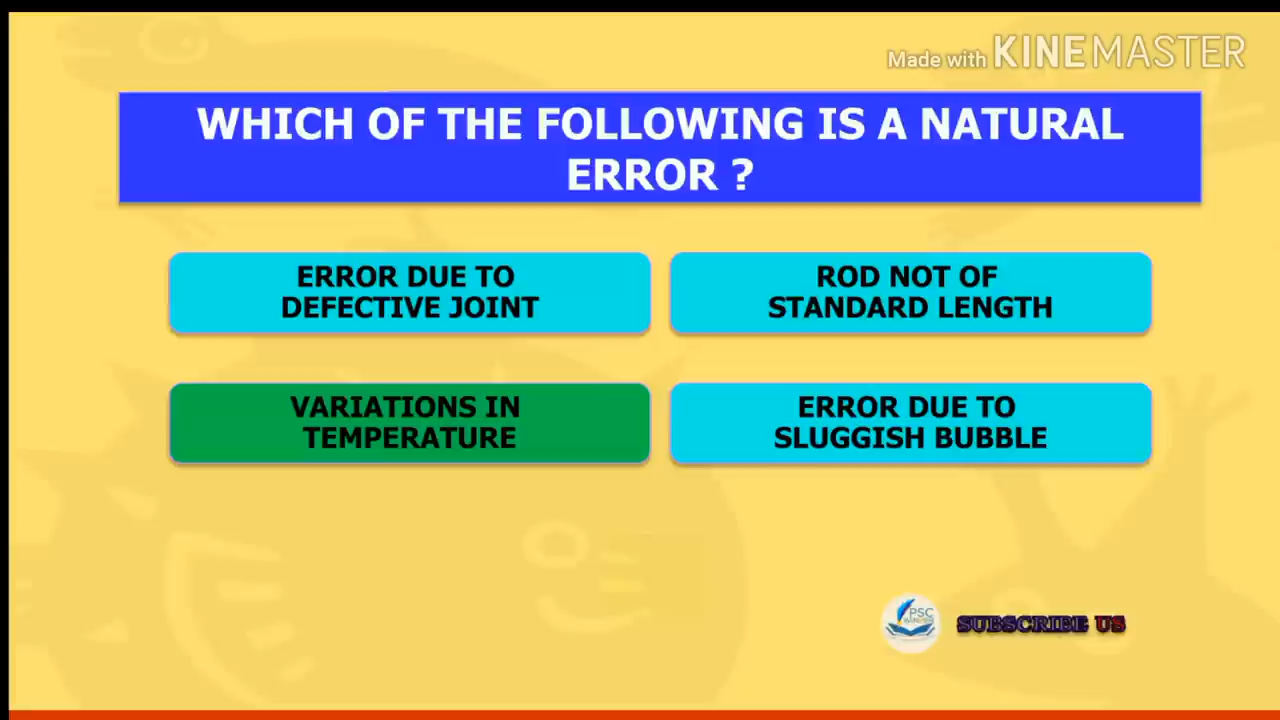 Made with KINEMASTER
WHICH OF THE FOLLOWING IS A NATURAL
ERROR ?
ERROR DUE TO
DEFECTIVE JOINT
ROD NOT OF
STANDARD LENGTH
VARIATIONS IN
TEMPERATURE
ERROR DUE TO
SLUGGISH BUBBLE
PSC
SUBSCRIBE US